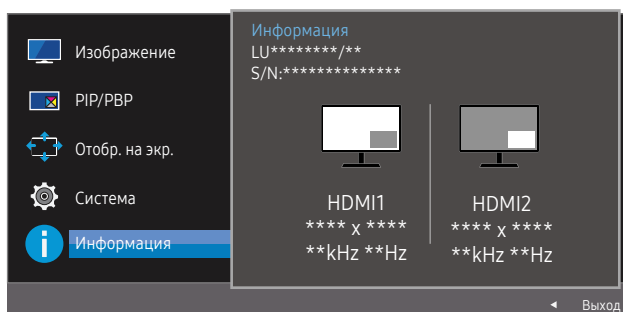 Изображение
PIP/PBP
Отобр. на экр.
Система
Информация
Информация
LU********/**
S/N:**************
HDMI1
**** x ****
**kHz **Hz
HDMI2
**** x ****
**kHz **Hz
Выход